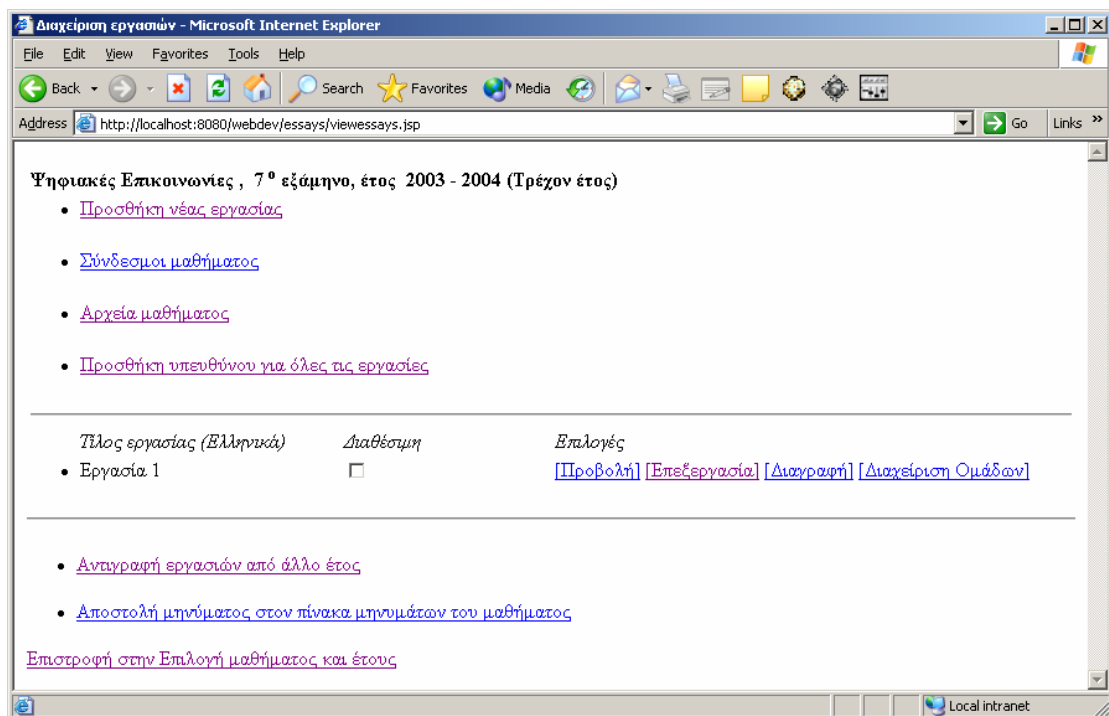 Διαχείριση εργασιών - Microsoft Internet Explorer
File Edit View Favorites Tools Help
Back Search Favorites Media
Address http://localhost:8080/webdev/essays/viewessays.jsp Go Links »
Ψηφιακές Επικοινωνίες , 7 ο εξάμηνο, έτος 2003 - 2004 (Τρέχον έτος)
• Προσθήκη νέας εργασίας
• Σύνδεσμοι μαθήματος
• Αρχεία μαθήματος
• Προσθήκη υπευθύνου για όλες τις εργασίες
Τίλος εργασίας (Ελληνικά) Διαθέσιμη Επιλογές
• Εργασία 1 [Προβολή] [Επεξεργασία] [Διαγραφή] [Διαχείριση Ομάδων]
• Αντιγραφή εργασιών από άλλο έτος
• Αποστολή μηνύματος στον πίνακα μηνυμάτων του μαθήματος
Επιστροφή στην Επιλογή μαθήματος και έτους
Local intranet